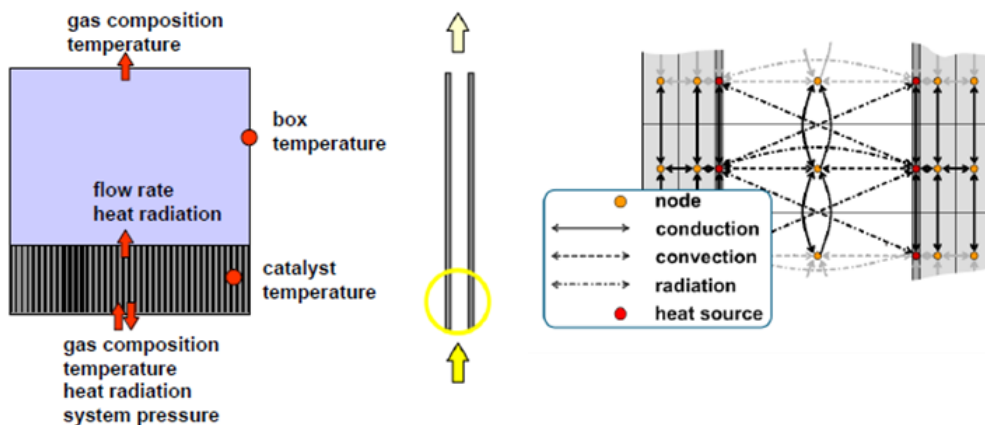 gas composition
temperature
box
temperature
flow rate
heat radiation
catalyst
temperature
gas composition
temperature
heat radiation
system pressure
node
conduction
convection
radiation
heat source